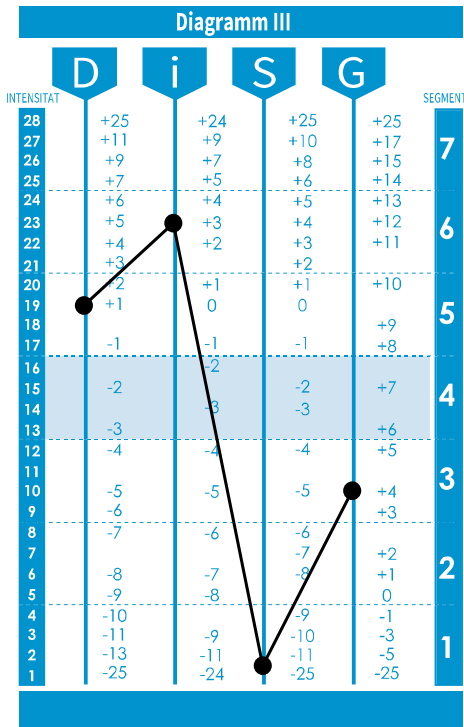 Diagramm III
D i S G
INTENSITAT SEGMENT
28 +25 +24 +25 +25
27 +11 +9 +10 +17
26 +9 +7 +8 +15
25 +7 +5 +6 +14
7
24 +6 +4 +5 +13
23 +5 +3 +4 +12
22 +4 +2 +3 +11
21 +3 +2
6
20 +2 +1 +1 +10
19 +1 0 0
18 +9
17 -1 -1 -1 +8
5
16 -2
15 -2 -2 +7
14 -3 -3
13 -3 +6
4
12 -4 -4 -4 +5
11
10 -5 -5 -5 +4
9 -6 +3
3
8 -7 -6 -6
7 -7 +2
6 -8 -7 -8 +1
5 -9 -8 0
2
4 -10 -9 -1
3 -11 -9 -10 -3
2 -13 -11 -11 -5
1 -25 -24 -25 -25
1